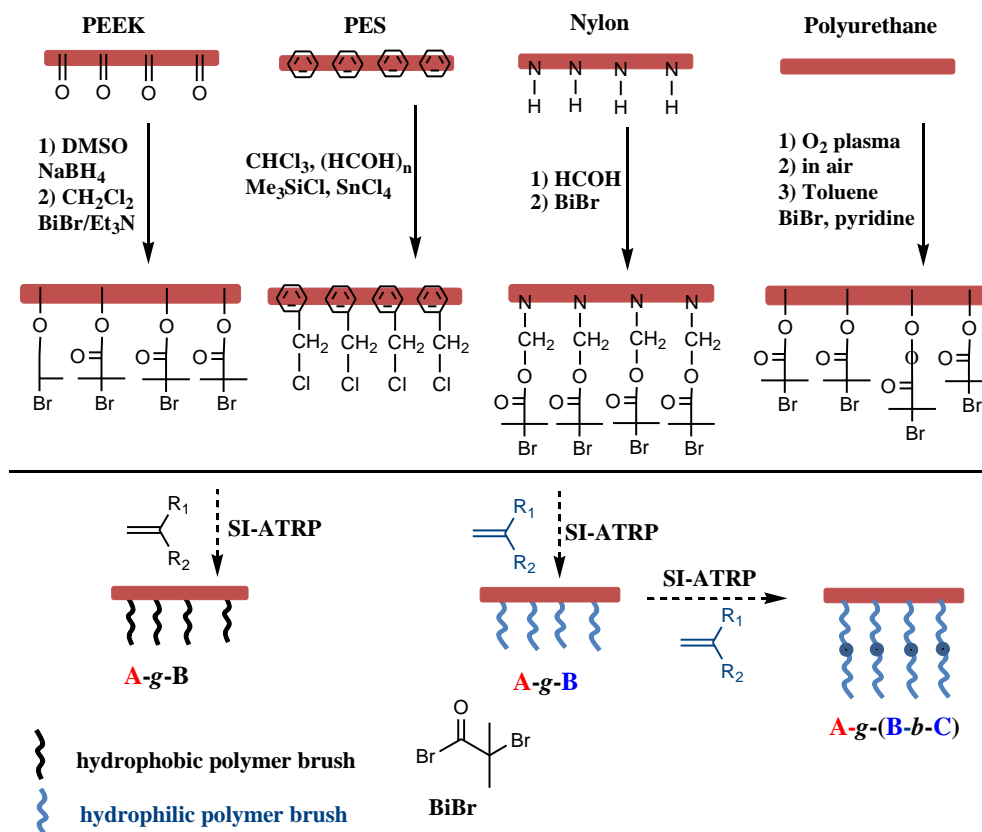 PEEK
PES
Nylon
Polyurethane
O O O O
N N N N
H H H H
1) DMSO
NaBH4
2) CH2Cl2
BiBr/Et3N
CHCl3, (HCOH)n
Me3SiCl, SnCl4
1) HCOH
2) BiBr
1) O2 plasma
2) in air
3) Toluene
BiBr, pyridine
O O O O
O O O
Br Br Br Br
CH2 CH2 CH2 CH2
Cl Cl Cl Cl
N N N N
CH2 CH2 CH2 CH2
O O O O
O O O O
Br Br Br Br
O O O O
O O O O
Br Br Br Br
R1
R2
SI-ATRP
A-g-B
R1
R2
SI-ATRP
A-g-B
SI-ATRP
R1
R2
A-g-(B-b-C)
hydrophobic polymer brush
hydrophilic polymer brush
O
Br Br
BiBr